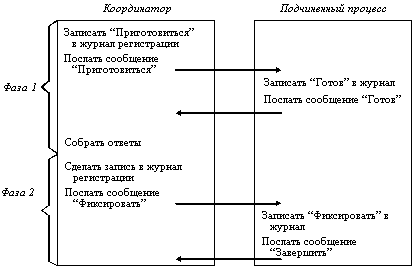 Координатор
Подчиненный процесс
Фаза 1
Записать “Приготовиться”
в журнал регистрации
Послать сообщение
“Приготовиться”
Записать “Готов” в журнал
Послать сообщение “Готов”
Собрать ответы
Фаза 2
Сделать запись в журнал
регистрации
Послать сообщение
“Фиксировать”
Записать “Фиксировать” в
журнал
Послать сообщение
“Завершить”